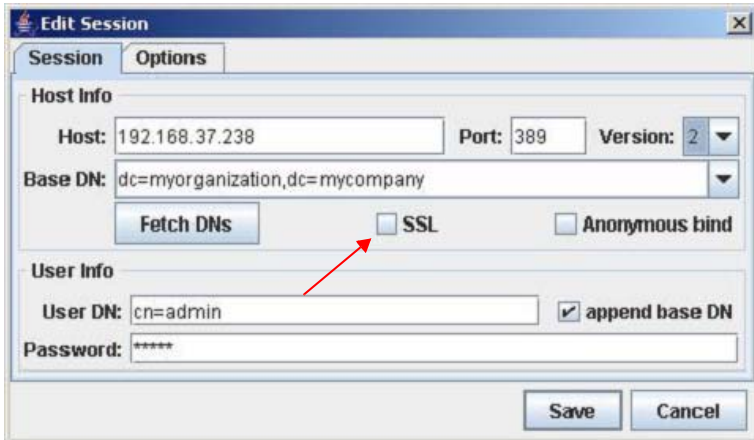 Edit Session
Session Options
Host Info
Host: 192.168.37.238 Port: 389 Version: 2
Base DN: dc=myorganization,dc=mycompany
Fetch DNs SSL Anonymous bind
User Info
User DN: cn=admin append base DN
Password: *****
Save Cancel